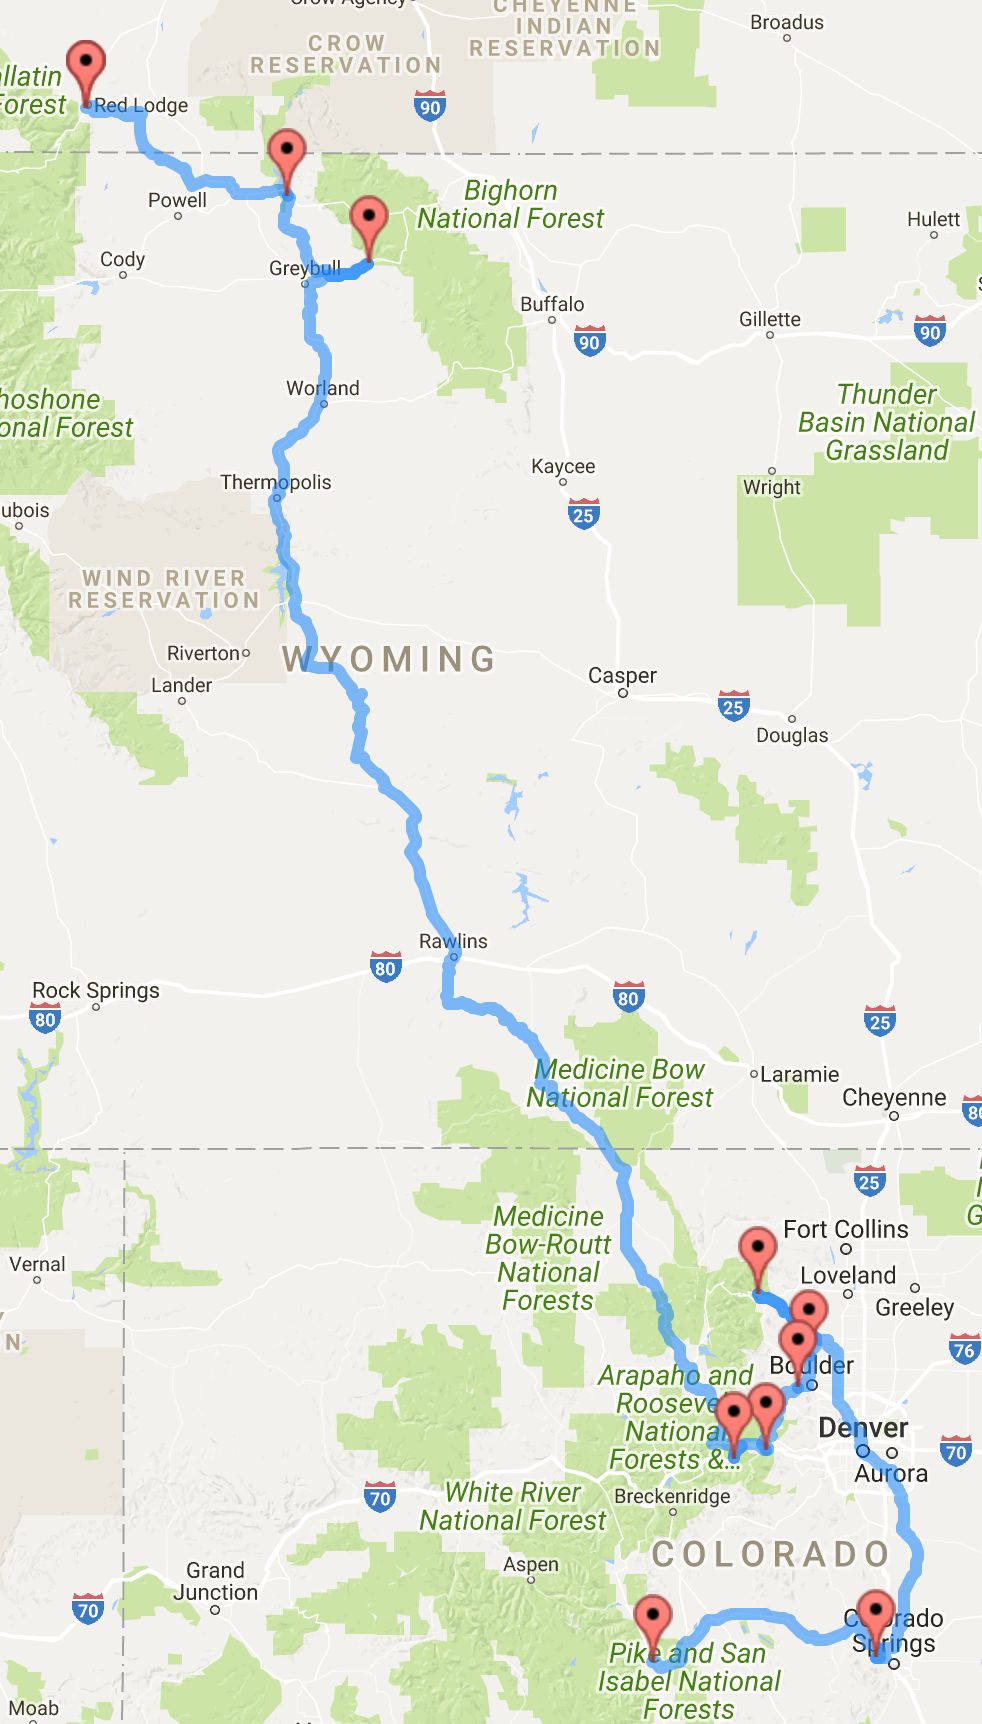 Crow Agency
CHEYENNE
INDIAN
RESERVATION
Broadus
CROW
RESERVATION
allatin
Forest
Red Lodge
90
Bighorn
National Forest
Powell
Hulett
Cody
Greybull
Buffalo
Gillette
90
90
Worland
hoshone
onal Forest
Thunder
Basin National
Grassland
Kaycee
Wright
Thermopolis
25
ubois
WIND RIVER
RESERVATION
Riverton
WYOMING
Lander
Casper
25
Douglas
Rawlins
80
Rock Springs
80
80
25
Medicine Bow
National Forest
Laramie
Cheyenne
80
25
Medicine
Bow-Routt
National
Forests
Fort Collins
Vernal
Loveland
Greeley
N
76
Boulder
Arapaho and
Roosevel
National
Forests &...
Denver
70
Aurora
70
White River
National Forest
Breckenridge
COLORADO
Aspen
Grand
Junction
70
Colorado
Springs
Pike and San
Isabel National
Forests
Moab